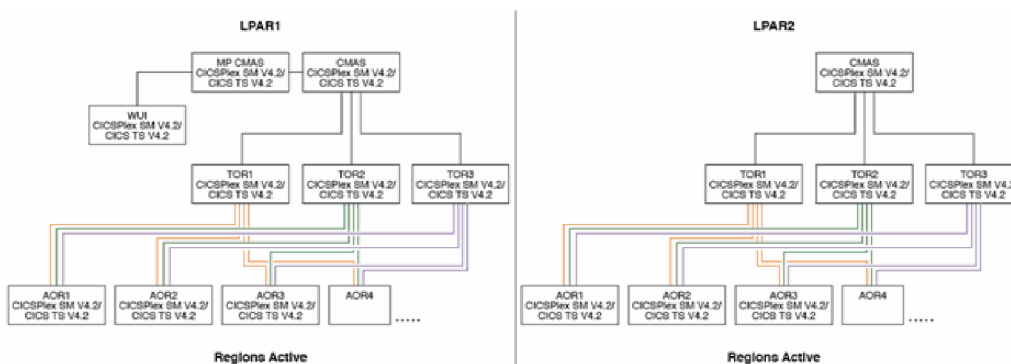 LPAR1
MP CMAS
CICSPlex SM V4.2/
CICS TS V4.2
CMAS
CICSPlex SM V4.2/
CICS TS V4.2
WUI
CICSPlex SM V4.2/
CICS TS V4.2
TOR1
CICSPlex SM V4.2/
CICS TS V4.2
TOR2
CICSPlex SM V4.2/
CICS TS V4.2
TOR3
CICSPlex SM V4.2/
CICS TS V4.2
AOR1
CICSPlex SM V4.2/
CICS TS V4.2
AOR2
CICSPlex SM V4.2/
CICS TS V4.2
AOR3
CICSPlex SM V4.2/
CICS TS V4.2
AOR4
.....
Regions Active
LPAR2
CMAS
CICSPlex SM V4.2/
CICS TS V4.2
TOR1
CICSPlex SM V4.2/
CICS TS V4.2
TOR2
CICSPlex SM V4.2/
CICS TS V4.2
TOR3
CICSPlex SM V4.2/
CICS TS V4.2
AOR1
CICSPlex SM V4.2/
CICS TS V4.2
AOR2
CICSPlex SM V4.2/
CICS TS V4.2
AOR3
CICSPlex SM V4.2/
CICS TS V4.2
AOR4
.....
Regions Active